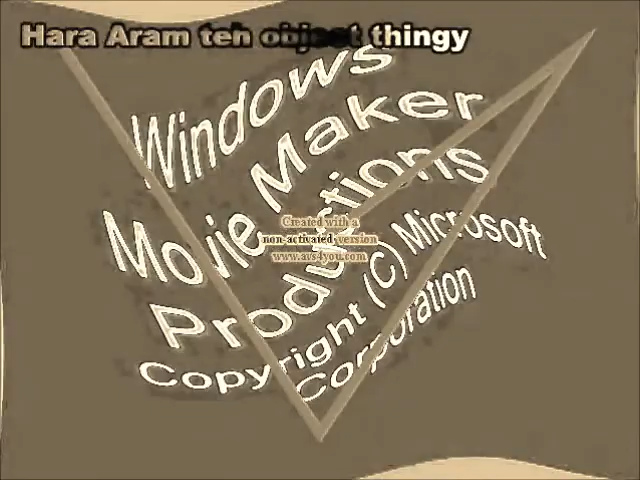 Hara Aram teh object thingy
Windows
Movie Maker
Productions
Copyright (C) Microsoft
Corporation
Created with a
non-activated version
www.avs4you.com